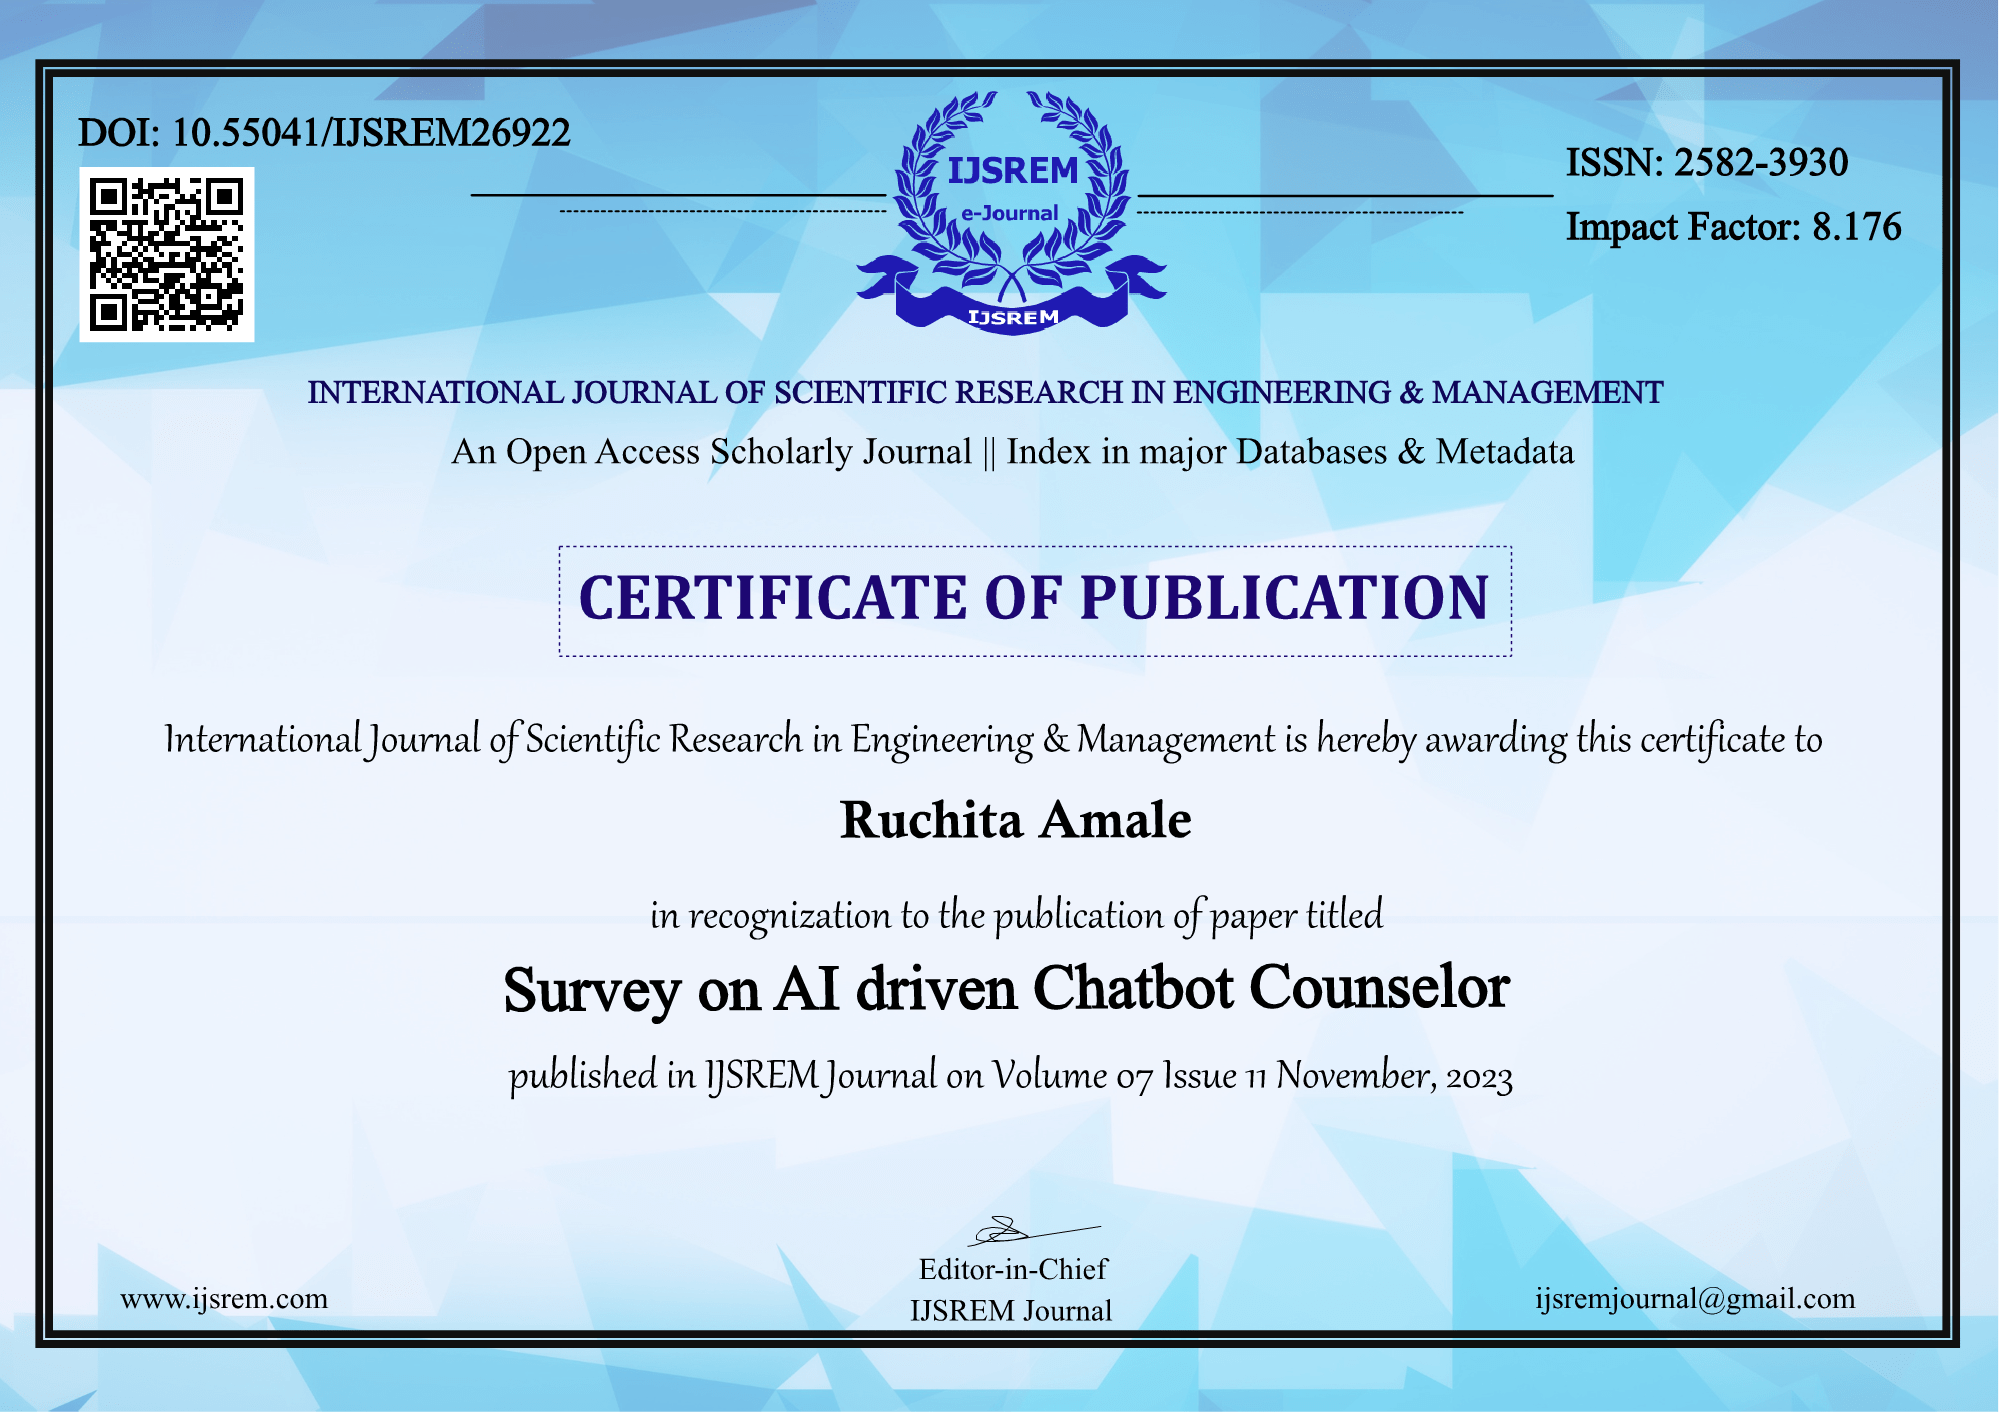 DOI: 10.55041/IJSREM26922
ISSN: 2582-3930
Impact Factor: 8.176
IJSREM
e-Journal
IJSREM
INTERNATIONAL JOURNAL OF SCIENTIFIC RESEARCH IN ENGINEERING & MANAGEMENT
An Open Access Scholarly Journal || Index in major Databases & Metadata
CERTIFICATE OF PUBLICATION
International Journal of Scientific Research in Engineering & Management is hereby awarding this certificate to
Ruchita Amale
in recognization to the publication of paper titled
Survey on AI driven Chatbot Counselor
published in IJSREM Journal on Volume 07 Issue 11 November, 2023
Editor-in-Chief
IJSREM Journal
www.ijsrem.com
ijsremjournal@gmail.com